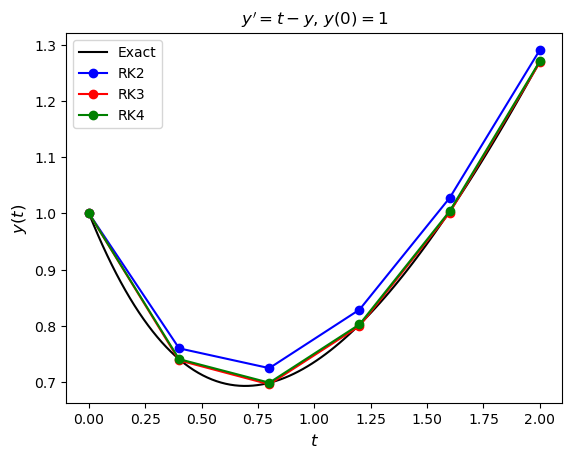 y′ = t − y, y(0) = 1
Exact
RK2
RK3
RK4
y(t)
1.3
1.2
1.1
1.0
0.9
0.8
0.7
0.00 0.25 0.50 0.75 1.00 1.25 1.50 1.75 2.00
t